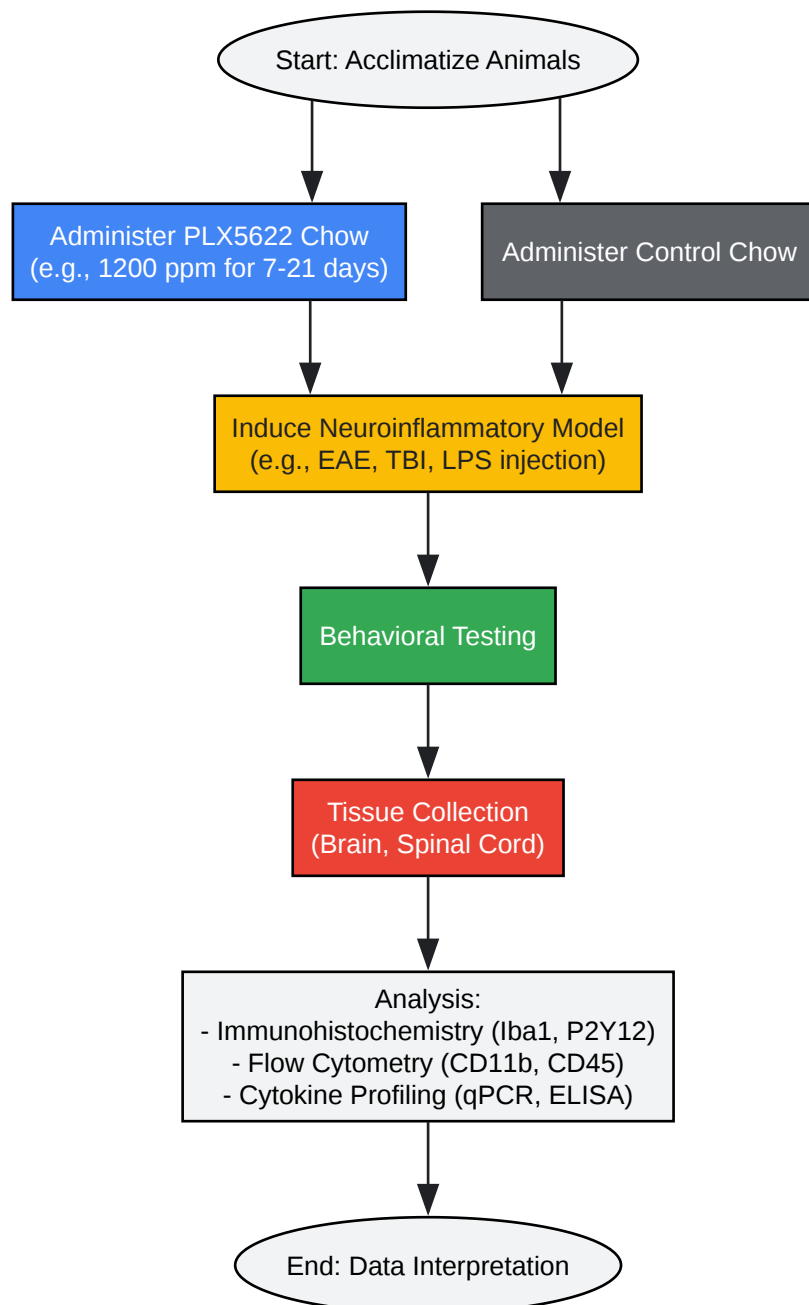 Start: Acclimatize Animals
Administer PLX5622 Chow
(e.g., 1200 ppm for 7-21 days)
Administer Control Chow
Induce Neuroinflammatory Model
(e.g., EAE, TBI, LPS injection)
Behavioral Testing
Tissue Collection
(Brain, Spinal Cord)
Analysis:
- Immunohistochemistry (Iba1, P2Y12)
- Flow Cytometry (CD11b, CD45)
- Cytokine Profiling (qPCR, ELISA)
End: Data Interpretation